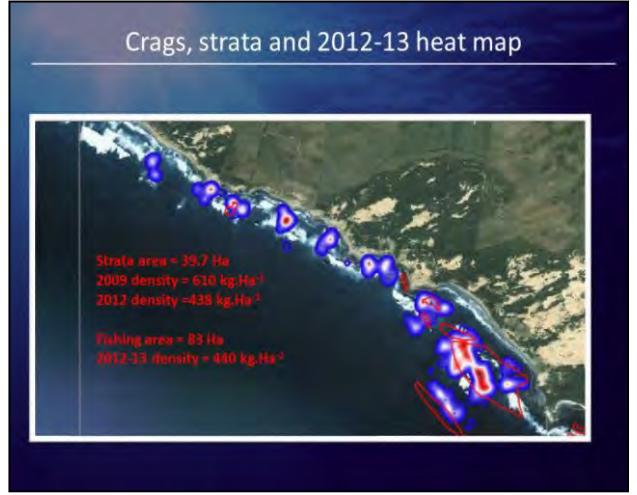 Crags, strata and 2012-13 heat map
Strata area = 39.7 Ha
2009 density = 610 kg.Ha⁻¹
2012 density =438 kg.Ha⁻¹
Fishing area = 83 Ha
2012-13 density = 440 kg.Ha⁻¹